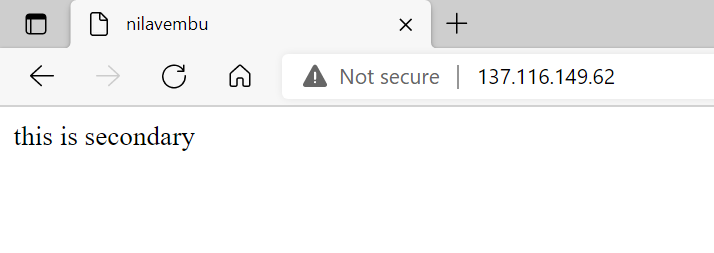 nilavembu
Not secure 137.116.149.62
this is secondary